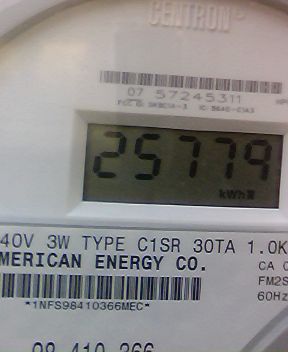 CENTRON
07 57245311
25779
kWh
40V 3W TYPE C1SR 30TA 1.0K
MERICAN ENERGY CO.
CA
FM2S
60Hz
*1NFS98410366MEC*
98 410 366